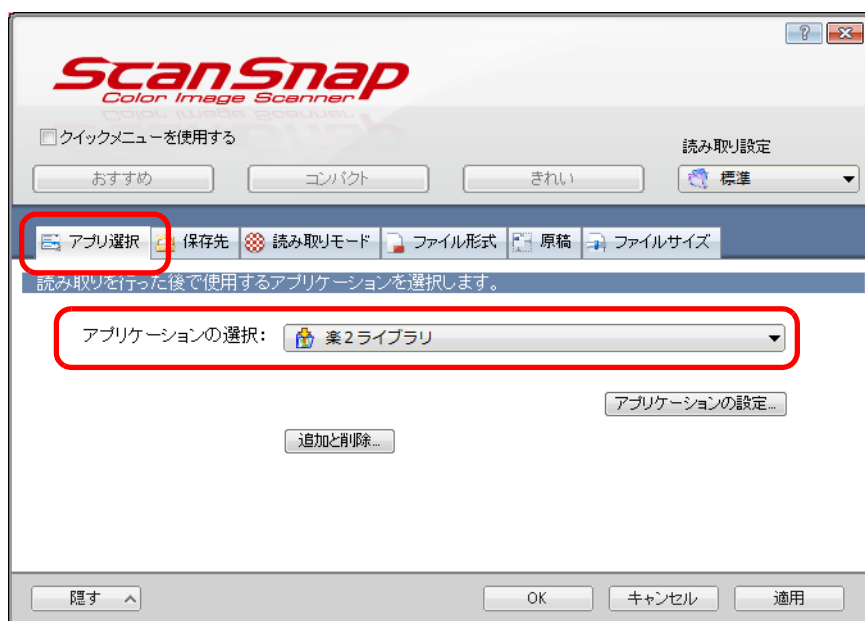 ScanSnap
Color Image Scanner
クイックメニューを使用する
読み取り設定
おすすめ
コンパクト
きれい
標準
アプリ選択
保存先
読み取りモード
ファイル形式
原稿
ファイルサイズ
読み取りを行った後で使用するアプリケーションを選択します。
アプリケーションの選択:
楽2ライブラリ
アプリケーションの設定...
追加と削除...
隠す
OK
キャンセル
適用